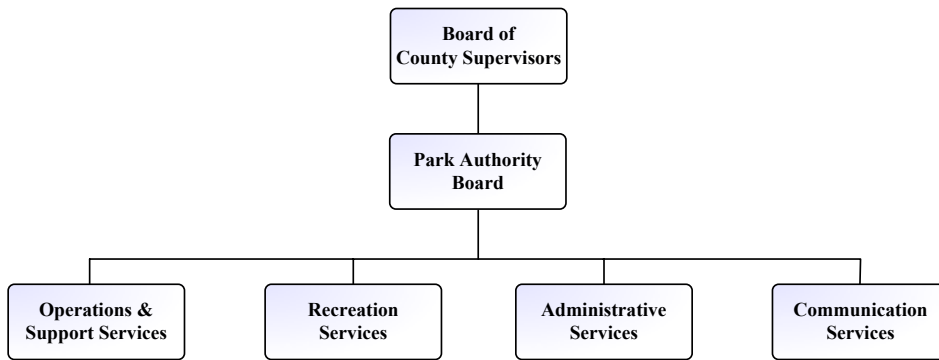 Board of
County Supervisors
Park Authority
Board
Operations &
Support Services
Recreation
Services
Administrative
Services
Communication
Services